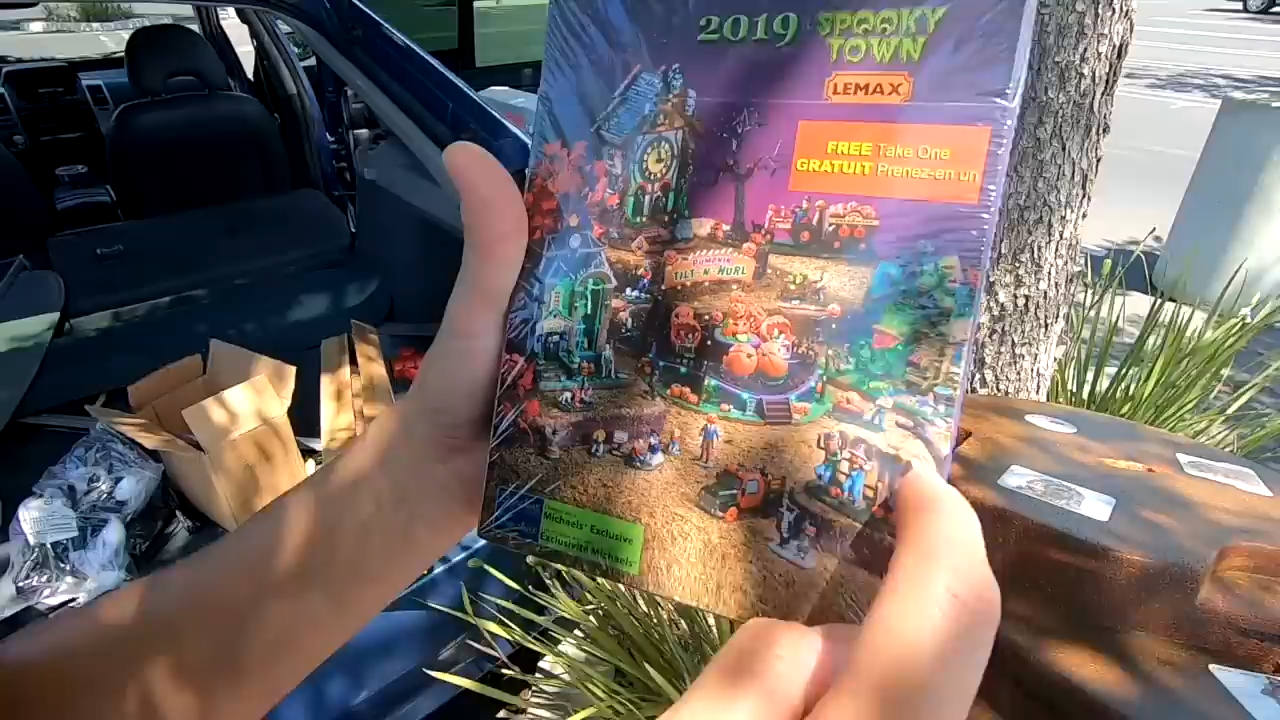 2019 SPOOKY TOWN
LEMAX
FREE Take One
GRATUIT Prenez-en un
PUMPKIN
TILT-N-HURL
Michaels' Exclusive
Exclusivité Michaels'